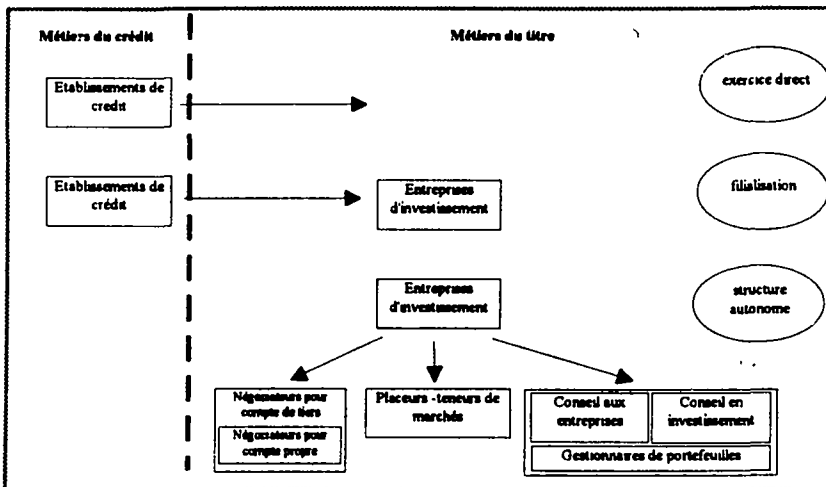 Métiers du crédit
Métiers du titre
Etablissements de
crédit
exercice direct
Etablissements de
crédit
Entreprises
d'investissement
filialisation
Entreprises
d'investissement
structure
autonome
Négociateurs pour
compte de tiers
Négociateurs pour
compte propre
Placeurs -teneurs de
marchés
Conseil aux
entreprises
Conseil en
investissement
Gestionnaires de portefeuilles